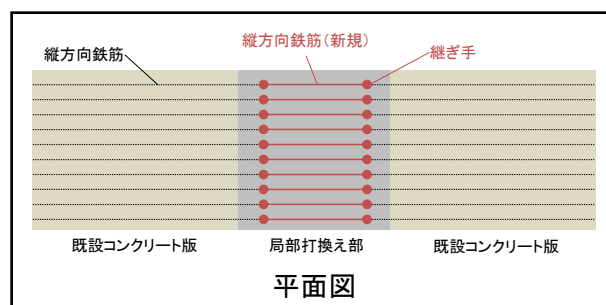 縦方向鉄筋
縦方向鉄筋(新規)
継ぎ手
既設コンクリート版
局部打換え部
既設コンクリート版
平面図